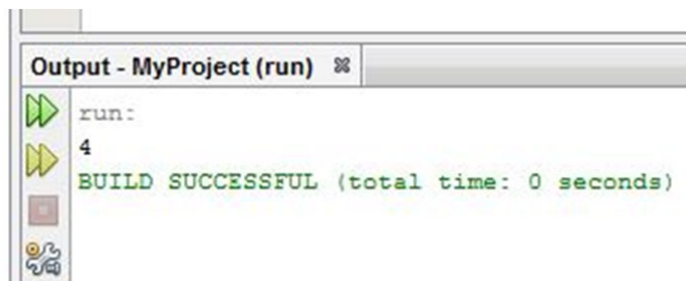 Output - MyProject (run)
run:
4
BUILD SUCCESSFUL (total time: 0 seconds)